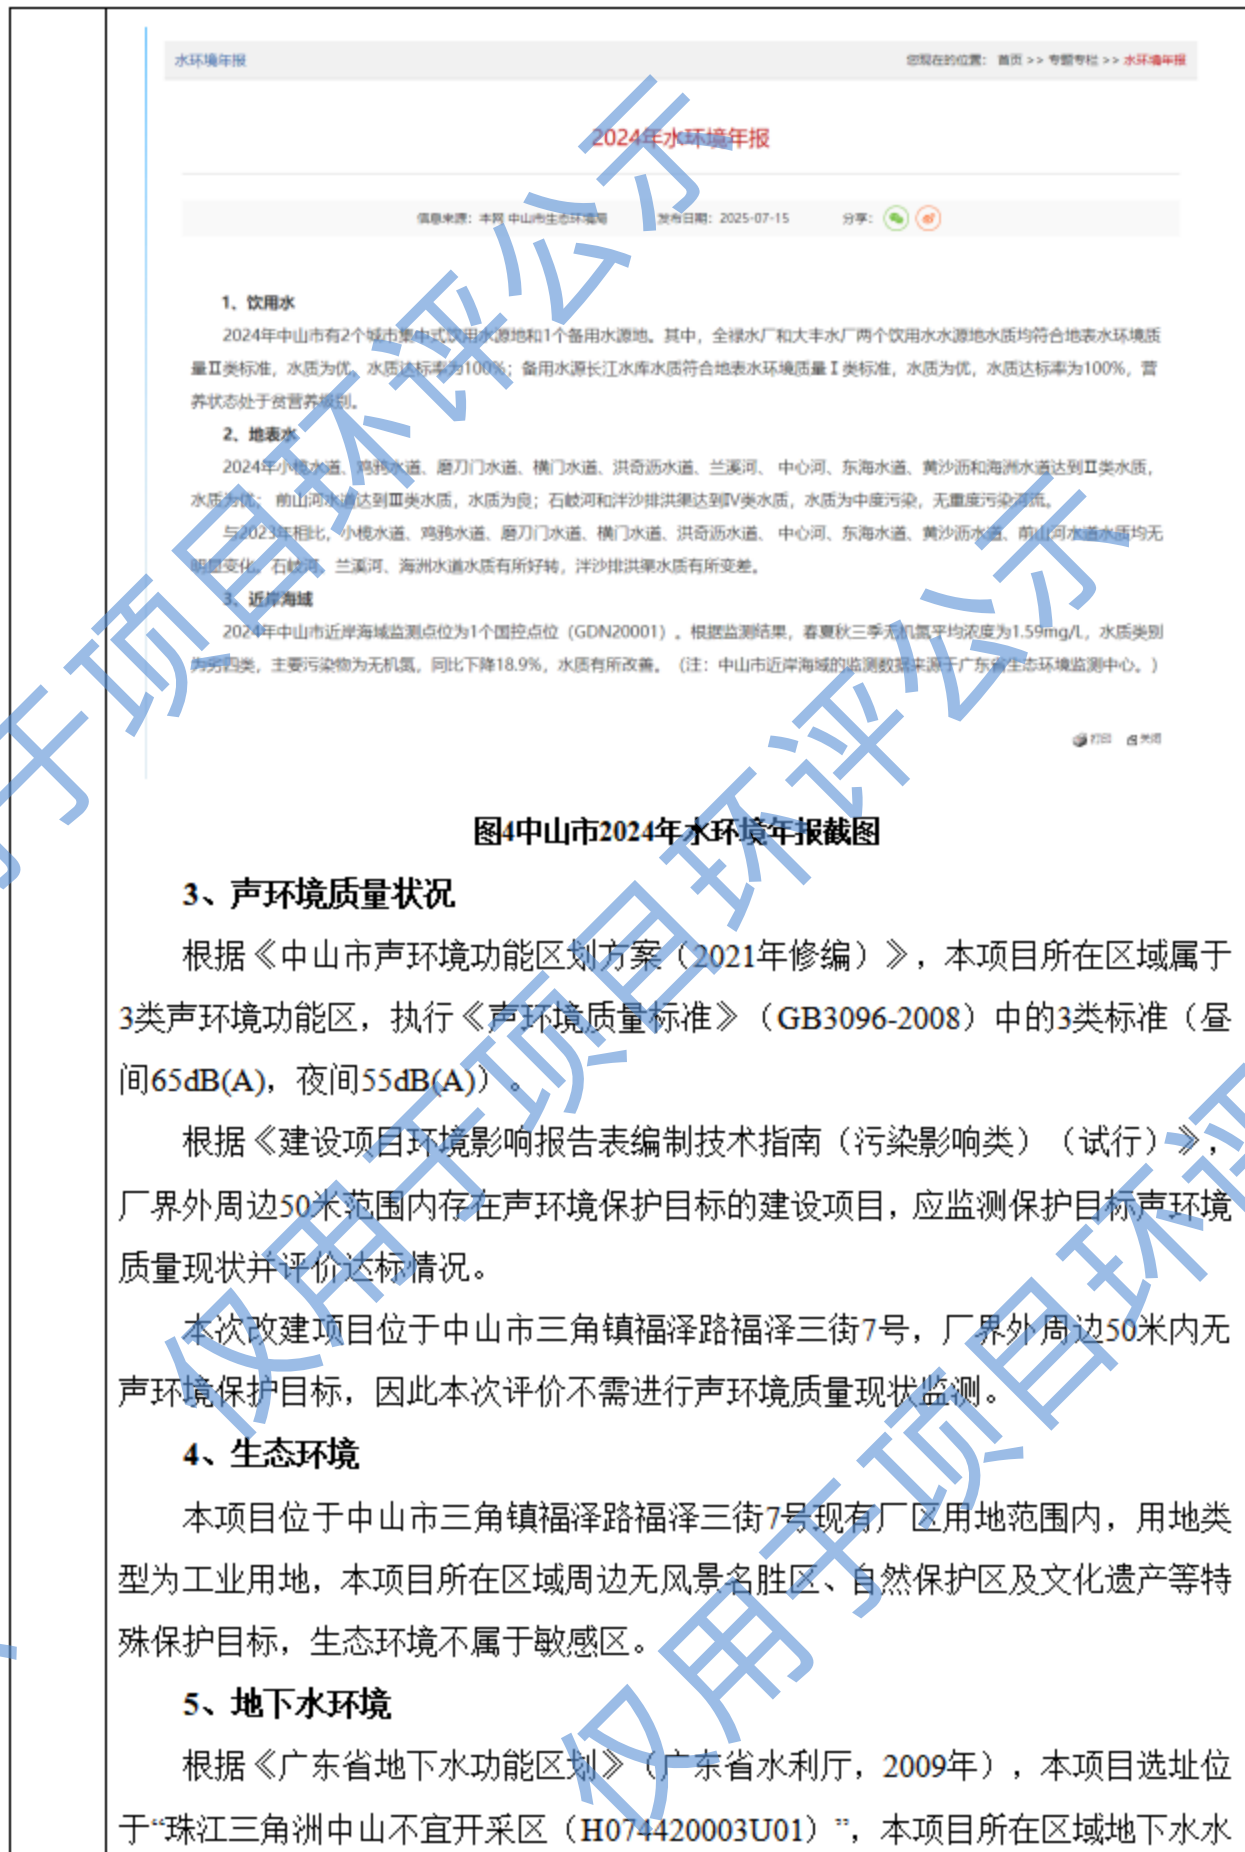 水环境年报
您现在的位置： 首页 >> 专题专栏 >> 水环境年报
2024年水环境年报
信息来源：本网 中山市生态环境局 发布日期：2025-07-15 分享：
1、饮用水
2024年中山市有2个城市集中式饮用水源地和1个备用水源地。其中，全禄水厂和大丰水厂两个饮用水水源地水质均符合地表水环境质
量Ⅱ类标准，水质为优，水质达标率为100%；备用水源长江水库水质符合地表水环境质量Ⅰ类标准，水质为优，水质达标率为100%，营
养状态处于贫营养级别。
2、地表水
2024年小榄水道、鸡鸦水道、磨刀门水道、横门水道、洪奇沥水道、兰溪河、中心河、东海水道、黄沙沥和海洲水道达到Ⅱ类水质，
水质为优；前山河水道达到Ⅲ类水质，水质为良；石岐河和泮沙排洪渠达到Ⅳ类水质，水质为中度污染，无重度污染河流。
与2023年相比，小榄水道、鸡鸦水道、磨刀门水道、横门水道、洪奇沥水道、中心河、东海水道、黄沙沥水道、前山河水道水质均无
明显变化，石岐河、兰溪河、海洲水道水质有所好转，泮沙排洪渠水质有所变差。
3、近岸海域
2024年中山市近岸海域监测点位为1个国控点位（GDN20001）。根据监测结果，春夏秋三季无机氮平均浓度为1.59mg/L，水质类别
为劣四类，主要污染物为无机氮，同比下降18.9%，水质有所改善。（注：中山市近岸海域的监测数据来源于广东省生态环境监测中心。）
打印 关闭
图4中山市2024年水环境年报截图
3、声环境质量状况
根据《中山市声环境功能区划方案（2021年修编）》，本项目所在区域属于
3类声环境功能区，执行《声环境质量标准》（GB3096-2008）中的3类标准（昼
间65dB(A)，夜间55dB(A)）。
根据《建设项目环境影响报告表编制技术指南（污染影响类）（试行）》，
厂界外周边50米范围内存在声环境保护目标的建设项目，应监测保护目标声环境
质量现状并评价达标情况。
本次改建项目位于中山市三角镇福泽路福泽三街7号，厂界外周边50米内无
声环境保护目标，因此本次评价不需进行声环境质量现状监测。
4、生态环境
本项目位于中山市三角镇福泽路福泽三街7号现有厂区用地范围内，用地类
型为工业用地，本项目所在区域周边无风景名胜区、自然保护区及文化遗产等特
殊保护目标，生态环境不属于敏感区。
5、地下水环境
根据《广东省地下水功能区划》（广东省水利厅，2009年），本项目选址位
于“珠江三角洲中山不宜开采区（H074420003U01）”，本项目所在区域地下水水
仅用于项目环评公示
仅用于项目环评
于项目环评公示